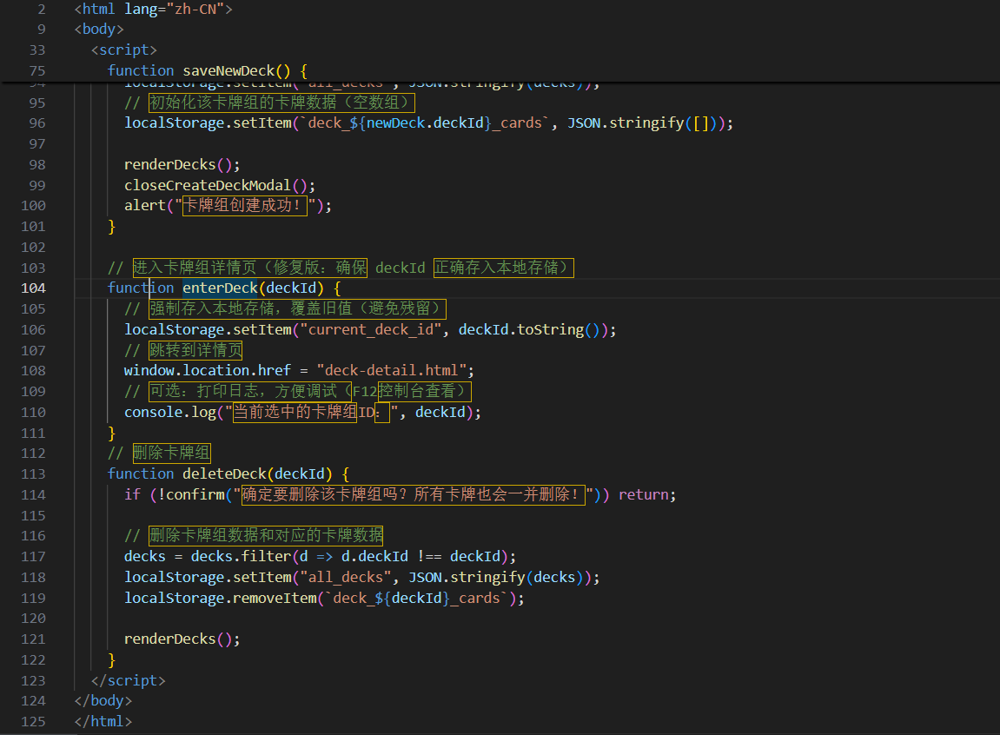 2 <html lang="zh-CN">
9 <body>
33 <script>
75 function saveNewDeck() {
94 localStorage.setItem("all_decks", JSON.stringify(decks));
95 // 初始化该卡牌组的卡牌数据（空数组）
96 localStorage.setItem(`deck_${newDeck.deckId}_cards`, JSON.stringify([]));
97
98 renderDecks();
99 closeCreateDeckModal();
100 alert("卡牌组创建成功！");
101 }
102
103 // 进入卡牌组详情页（修复版：确保 deckId 正确存入本地存储）
104 function enterDeck(deckId) {
105 // 强制存入本地存储，覆盖旧值（避免残留）
106 localStorage.setItem("current_deck_id", deckId.toString());
107 // 跳转到详情页
108 window.location.href = "deck-detail.html";
109 // 可选：打印日志，方便调试（F12控制台查看）
110 console.log("当前选中的卡牌组ID：", deckId);
111 }
112 // 删除卡牌组
113 function deleteDeck(deckId) {
114 if (!confirm("确定要删除该卡牌组吗？所有卡牌也会一并删除！")) return;
115
116 // 删除卡牌组数据和对应的卡牌数据
117 decks = decks.filter(d => d.deckId !== deckId);
118 localStorage.setItem("all_decks", JSON.stringify(decks));
119 localStorage.removeItem(`deck_${deckId}_cards`);
120
121 renderDecks();
122 }
123 </script>
124 </body>
125 </html>